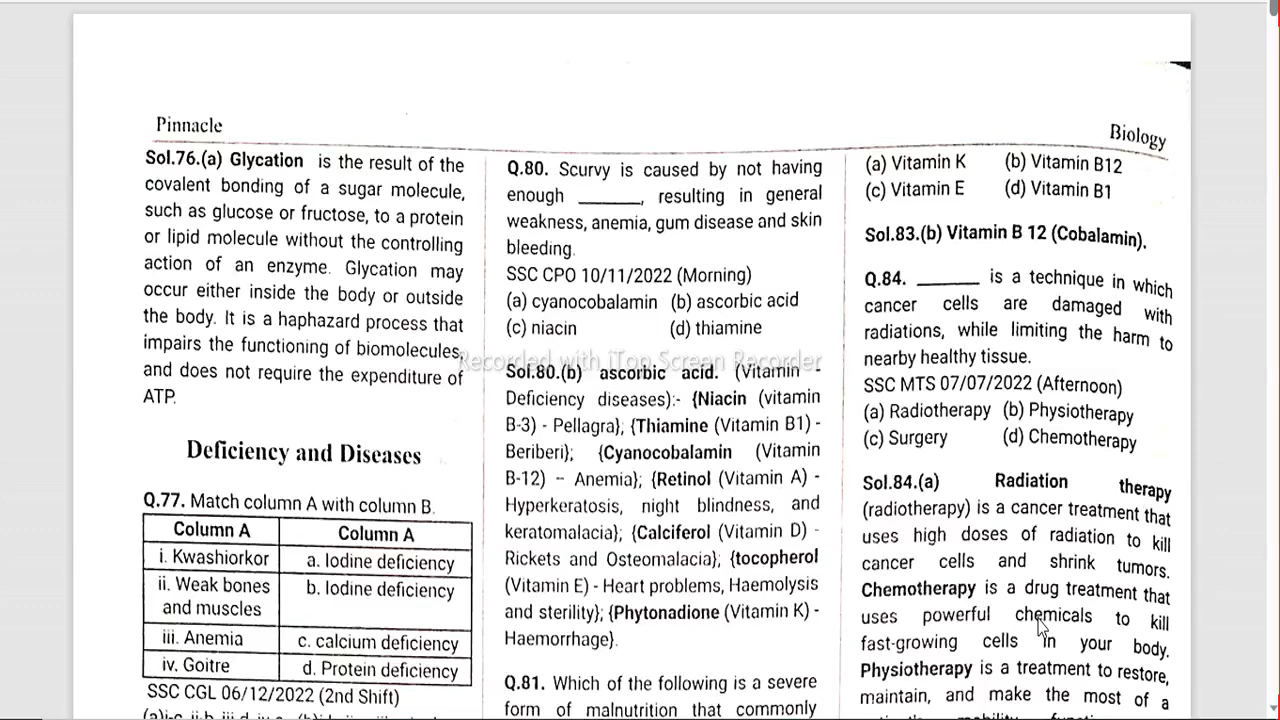 Pinnacle
Biology
Sol.76.(a) Glycation is the result of the
covalent bonding of a sugar molecule,
such as glucose or fructose, to a protein
or lipid molecule without the controlling
action of an enzyme. Glycation may
occur either inside the body or outside
the body. It is a haphazard process that
impairs the functioning of biomolecules,
and does not require the expenditure of
ATP.
Deficiency and Diseases
Q.77. Match column A with column B.
Column A Column A
i. Kwashiorkor a. Iodine deficiency
ii. Weak bones b. Iodine deficiency
and muscles
iii. Anemia c. calcium deficiency
iv. Goitre d. Protein deficiency
SSC CGL 06/12/2022 (2nd Shift)
Q.80. Scurvy is caused by not having
enough ______, resulting in general
weakness, anemia, gum disease and skin
bleeding.
SSC CPO 10/11/2022 (Morning)
(a) cyanocobalamin (b) ascorbic acid
(c) niacin (d) thiamine
Recorded with iTop Screen Recorder
Sol.80.(b) ascorbic acid. (Vitamin -
Deficiency diseases):- {Niacin (vitamin
B-3) - Pellagra}; {Thiamine (Vitamin B1) -
Beriberi}; {Cyanocobalamin (Vitamin
B-12) – Anemia}; {Retinol (Vitamin A) -
Hyperkeratosis, night blindness, and
keratomalacia}; {Calciferol (Vitamin D) -
Rickets and Osteomalacia}; {tocopherol
(Vitamin E) - Heart problems, Haemolysis
and sterility}; {Phytonadione (Vitamin K) -
Haemorrhage}.
Q.81. Which of the following is a severe
form of malnutrition that commonly
(a) Vitamin K (b) Vitamin B12
(c) Vitamin E (d) Vitamin B1
Sol.83.(b) Vitamin B 12 (Cobalamin).
Q.84. ______ is a technique in which
cancer cells are damaged with
radiations, while limiting the harm to
nearby healthy tissue.
SSC MTS 07/07/2022 (Afternoon)
(a) Radiotherapy (b) Physiotherapy
(c) Surgery (d) Chemotherapy
Sol.84.(a) Radiation therapy
(radiotherapy) is a cancer treatment that
uses high doses of radiation to kill
cancer cells and shrink tumors.
Chemotherapy is a drug treatment that
uses powerful chemicals to kill
fast-growing cells in your body.
Physiotherapy is a treatment to restore,
maintain, and make the most of a